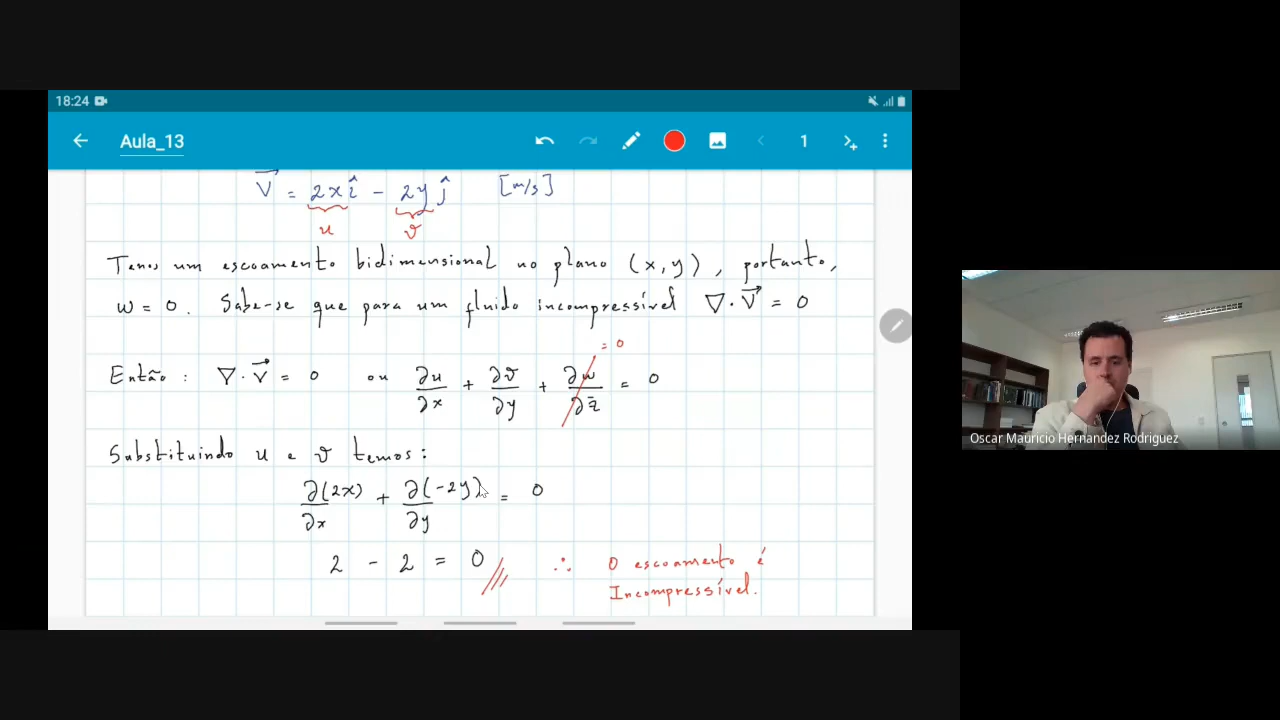 18:24
Aula_13
1
V⃗ = 2x î - 2y ĵ [m/s]
u v
Temos um escoamento bidimensional no plano (x,y), portanto,
w = 0. Sabe-se que para um fluido incompressível ∇·V⃗ = 0
= 0
Então: ∇·V⃗ = 0 ou ∂u/∂x + ∂v/∂y + ∂w/∂z = 0
Oscar Mauricio Hernandez Rodriguez
Substituindo u e v temos:
∂(2x)/∂x + ∂(-2y)/∂y = 0
2 - 2 = 0 /// ∴ O escoamento é
Incompressível.